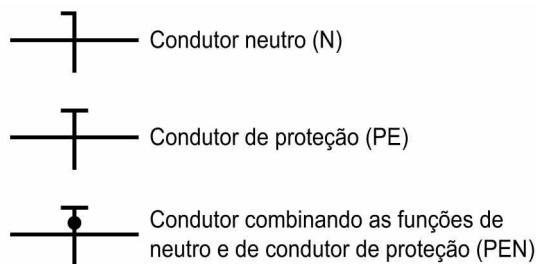 Condutor neutro (N)
Condutor de proteção (PE)
Condutor combinando as funções de
neutro e de condutor de proteção (PEN)